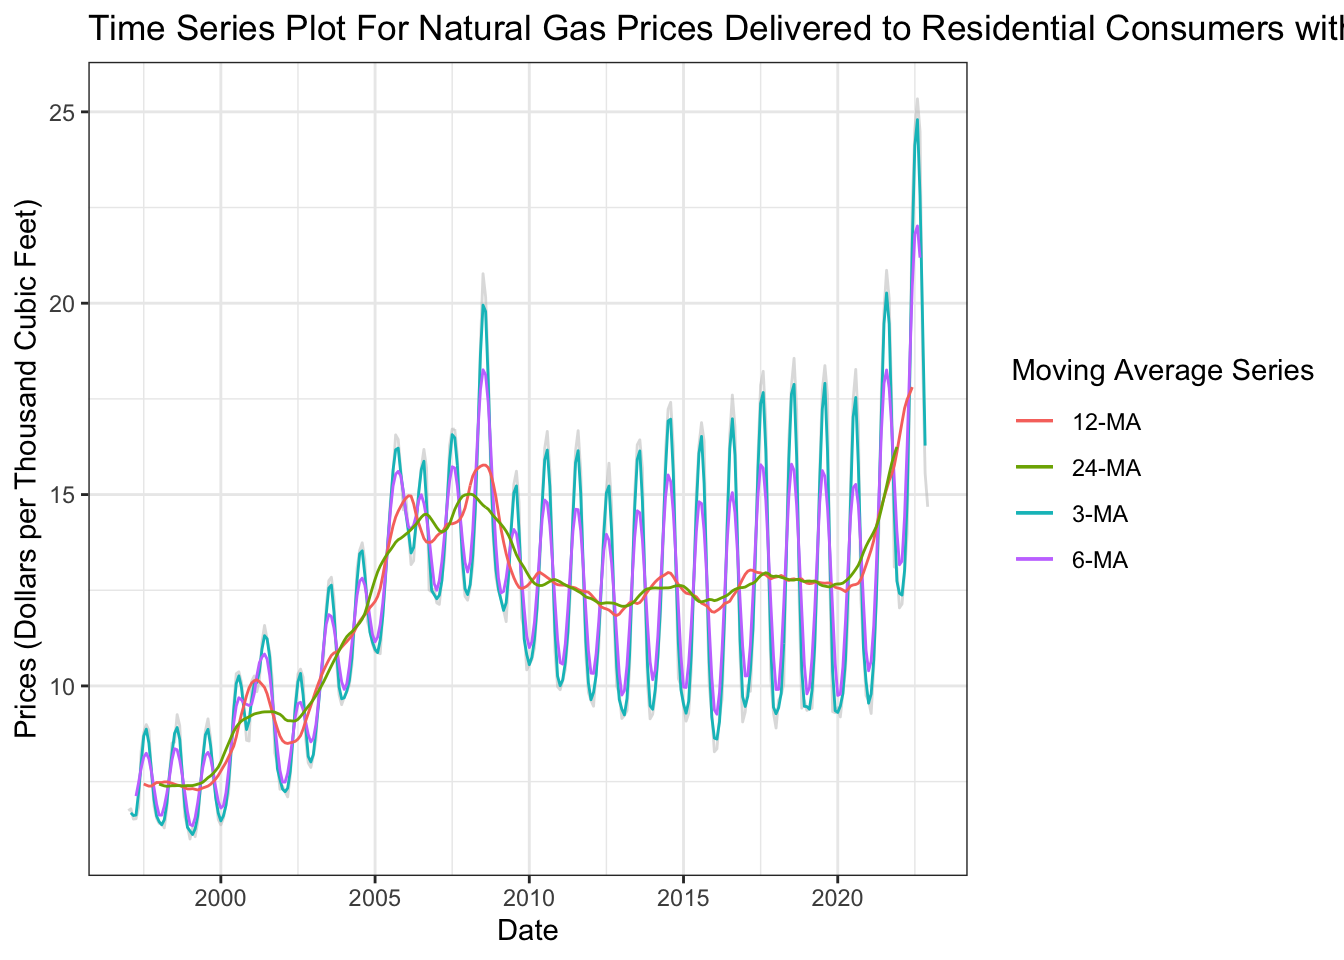 Time Series Plot For Natural Gas Prices Delivered to Residential Consumers with
Prices (Dollars per Thousand Cubic Feet)
25
20
15
10
2000 2005 2010 2015 2020
Date
Moving Average Series
12-MA
24-MA
3-MA
6-MA